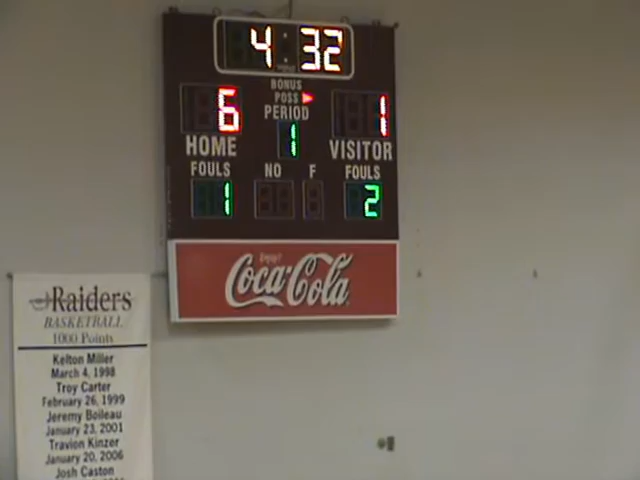 4:32
BONUS
POSS
6 PERIOD 1
1
HOME VISITOR
FOULS NO F FOULS
1 2
Enjoy
Coca-Cola
Raiders
BASKETBALL
1000 Points
Kelton Miller
March 4, 1998
Troy Carter
February 26, 1999
Jeremy Boileau
January 23, 2001
Travion Kinzer
January 20, 2006
Josh Caston